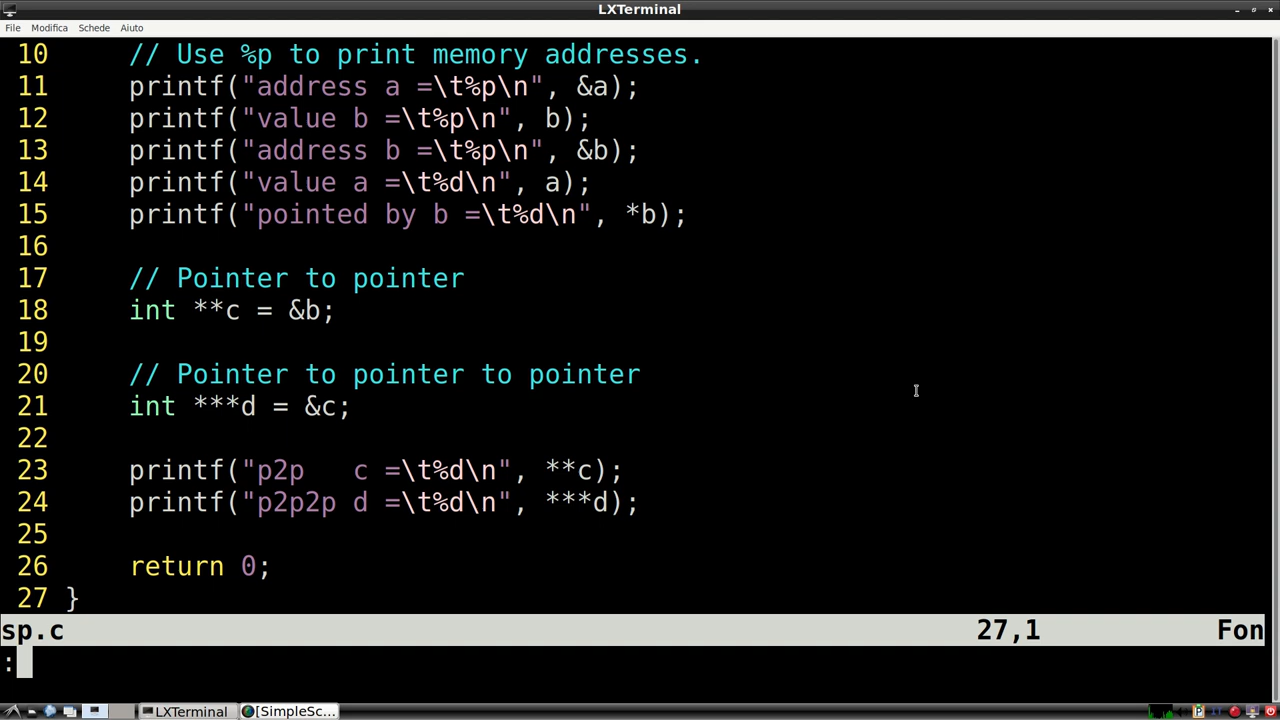 LXTerminal
File Modifica Schede Aiuto
10 // Use %p to print memory addresses.
11 printf("address a =\t%p\n", &a);
12 printf("value b =\t%p\n", b);
13 printf("address b =\t%p\n", &b);
14 printf("value a =\t%d\n", a);
15 printf("pointed by b =\t%d\n", *b);
16
17 // Pointer to pointer
18 int **c = &b;
19
20 // Pointer to pointer to pointer
21 int ***d = &c;
22
23 printf("p2p   c =\t%d\n", **c);
24 printf("p2p2p d =\t%d\n", ***d);
25
26 return 0;
27 }
sp.c 27,1 Fon
:
LXTerminal [SimpleSc... IT